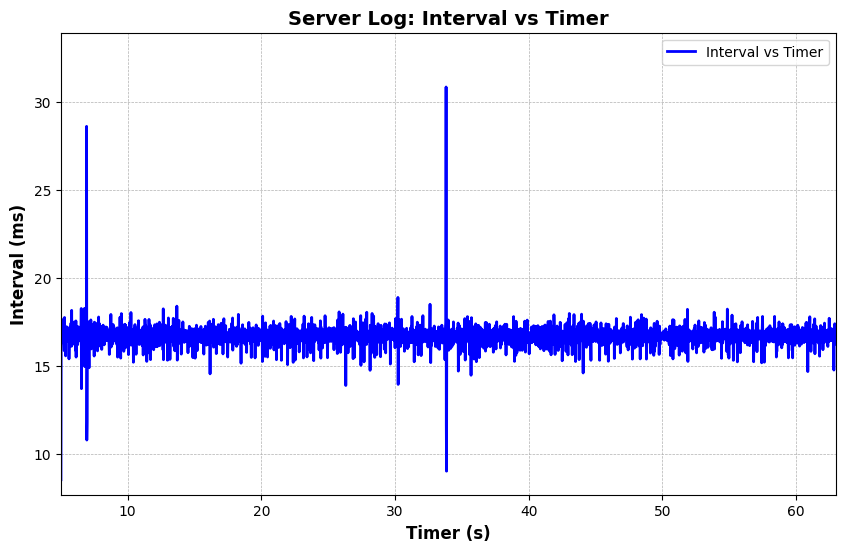 Server Log: Interval vs Timer
Interval vs Timer
30
25
20
15
10
Interval (ms)
10 20 30 40 50 60
Timer (s)